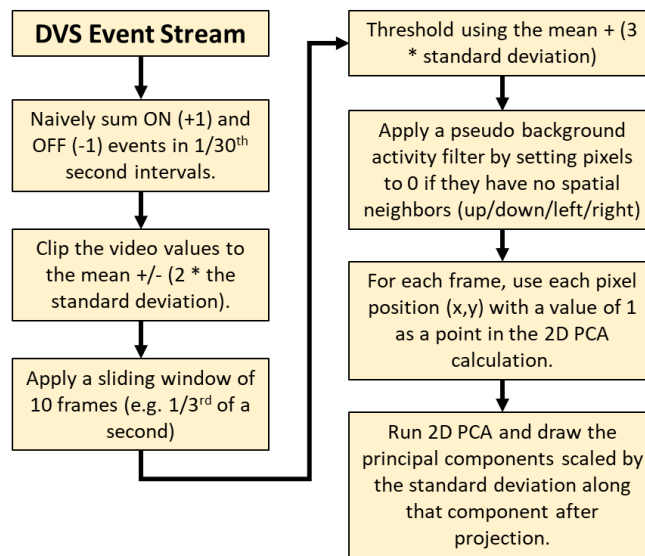 DVS Event Stream
Naively sum ON (+1) and
OFF (-1) events in 1/30th
second intervals.
Clip the video values to
the mean +/- (2 * the
standard deviation).
Apply a sliding window of
10 frames (e.g. 1/3rd of a
second)
Threshold using the mean + (3
* standard deviation)
Apply a pseudo background
activity filter by setting pixels
to 0 if they have no spatial
neighbors (up/down/left/right)
For each frame, use each pixel
position (x,y) with a value of 1
as a point in the 2D PCA
calculation.
Run 2D PCA and draw the
principal components scaled by
the standard deviation along
that component after
projection.